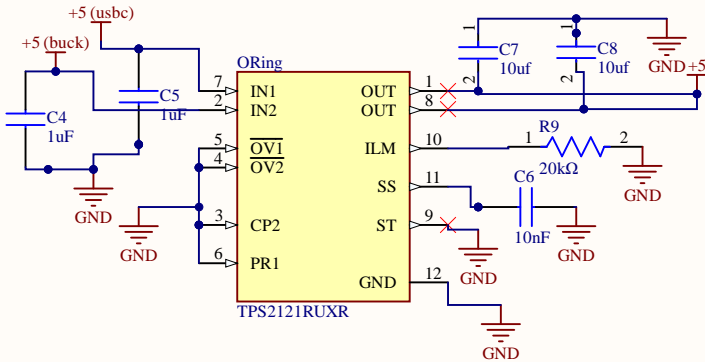 +5 (usbc)
+5 (buck)
C4
1uF
C5
1uF
GND
GND
ORing
7
IN1
2
IN2
5
OV1
4
OV2
3
CP2
6
PR1
OUT
1
OUT
8
ILM
10
SS
11
ST
9
GND
12
TPS2121RUXR
1
C7
10uf
2
1
C8
10uf
2
GND
+5
1
R9
2
20kΩ
GND
C6
10nF
GND
GND
GND